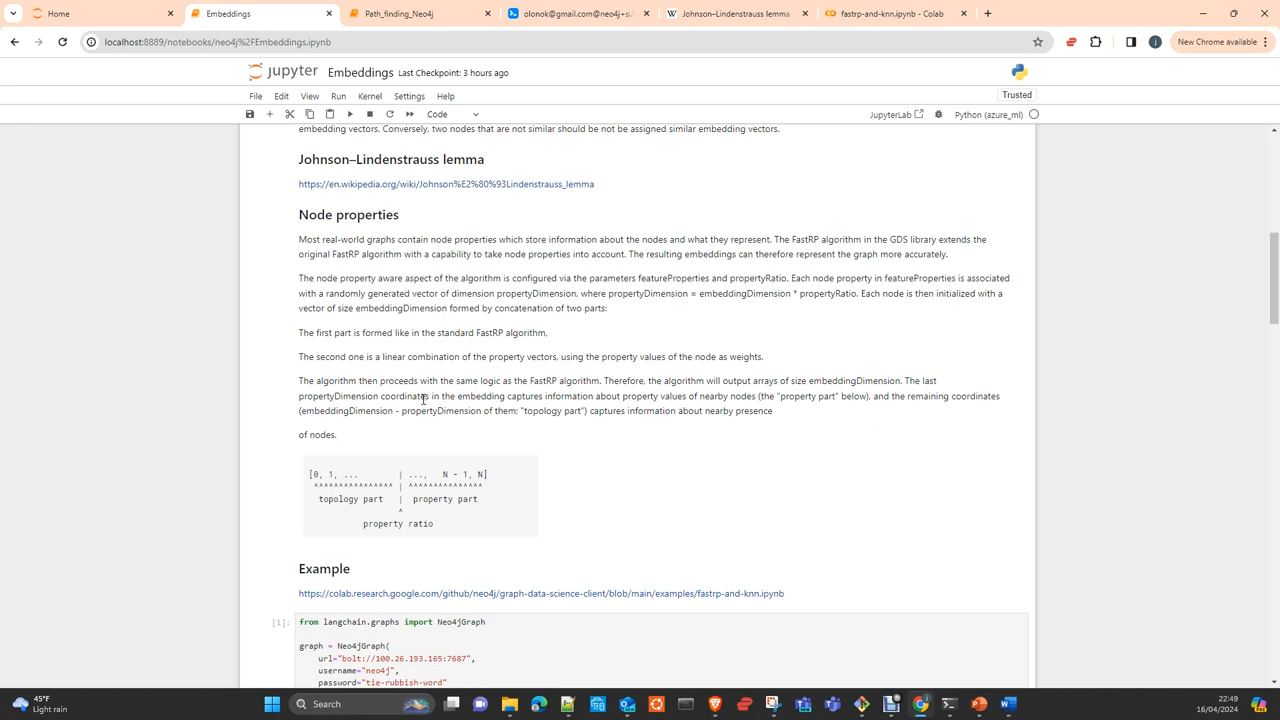 Home
Embeddings
Path_finding_Neo4j
olonok@gmail.com@neo4j+s:/
Johnson–Lindenstrauss lemma
fastrp-and-knn.ipynb - Colab
localhost:8889/notebooks/neo4j%2FEmbeddings.ipynb
New Chrome available
jupyter Embeddings Last Checkpoint: 3 hours ago
File Edit View Run Kernel Settings Help
Trusted
Code
JupyterLab
Python (azure_ml)
embedding vectors. Conversely, two nodes that are not similar should be not be assigned similar embedding vectors.
Johnson–Lindenstrauss lemma
https://en.wikipedia.org/wiki/Johnson%E2%80%93Lindenstrauss_lemma
Node properties
Most real-world graphs contain node properties which store information about the nodes and what they represent. The FastRP algorithm in the GDS library extends the
original FastRP algorithm with a capability to take node properties into account. The resulting embeddings can therefore represent the graph more accurately.
The node property aware aspect of the algorithm is configured via the parameters featureProperties and propertyRatio. Each node property in featureProperties is associated
with a randomly generated vector of dimension propertyDimension, where propertyDimension = embeddingDimension * propertyRatio. Each node is then initialized with a
vector of size embeddingDimension formed by concatenation of two parts:
The first part is formed like in the standard FastRP algorithm,
The second one is a linear combination of the property vectors, using the property values of the node as weights.
The algorithm then proceeds with the same logic as the FastRP algorithm. Therefore, the algorithm will output arrays of size embeddingDimension. The last
propertyDimension coordinates in the embedding captures information about property values of nearby nodes (the "property part" below), and the remaining coordinates
(embeddingDimension - propertyDimension of them; "topology part") captures information about nearby presence
of nodes.
[0, 1, ... | ..., N - 1, N]
^^^^^^^^^^^^^^^^ | ^^^^^^^^^^^^^^^
topology part | property part
^
property ratio
Example
https://colab.research.google.com/github/neo4j/graph-data-science-client/blob/main/examples/fastrp-and-knn.ipynb
[1]:
from langchain.graphs import Neo4jGraph
graph = Neo4jGraph(
url="bolt://100.26.193.165:7687",
username="neo4j",
password="tie-rubbish-word"
45°F
Light rain
Search
22:49
16/04/2024